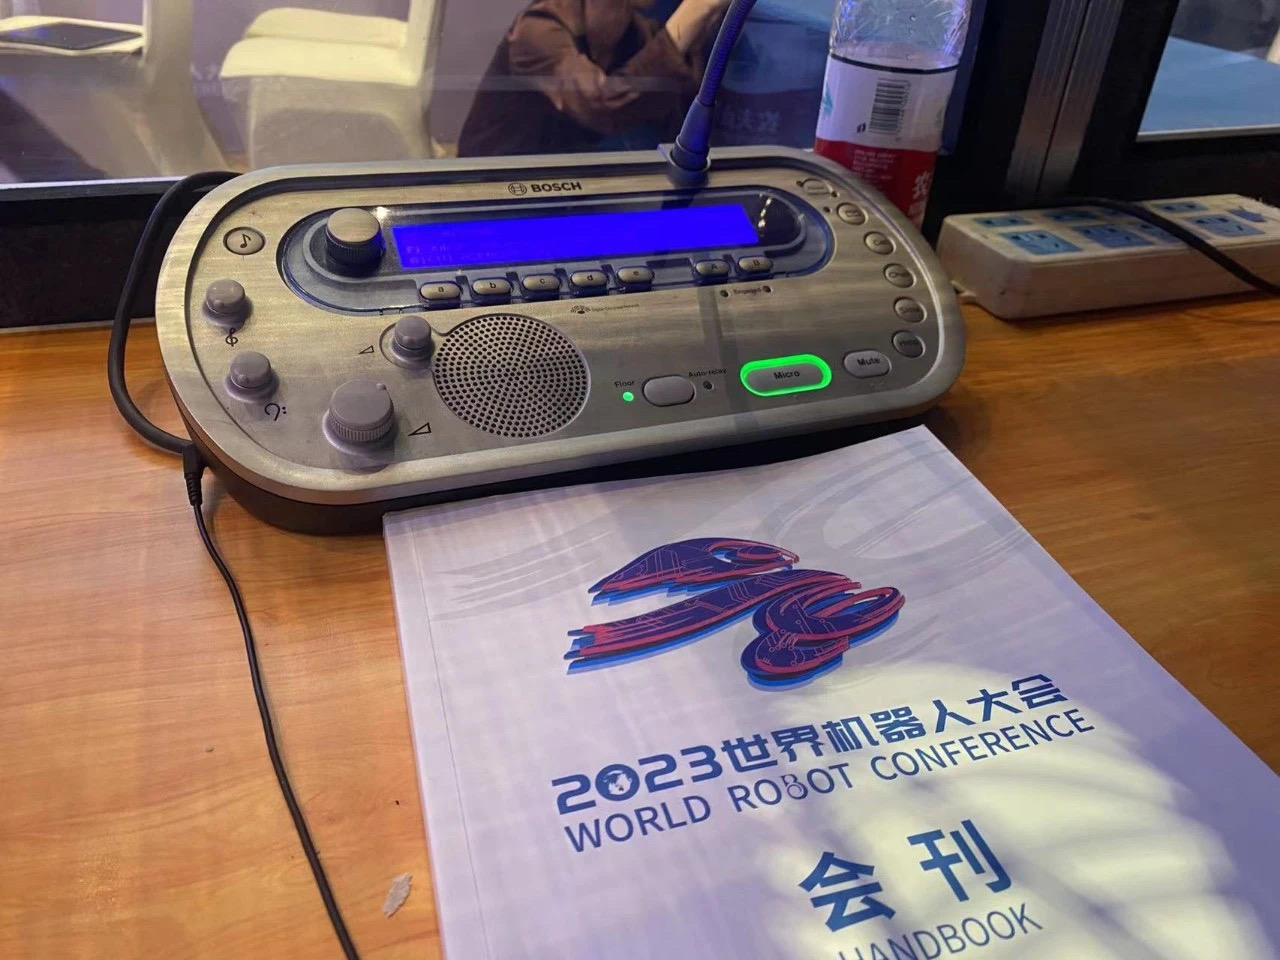 BOSCH
a b c d e A B
Engaged
Floor
Auto-relay
Micro
Mute
2023世界机器人大会
WORLD ROBOT CONFERENCE
会刊
HANDBOOK